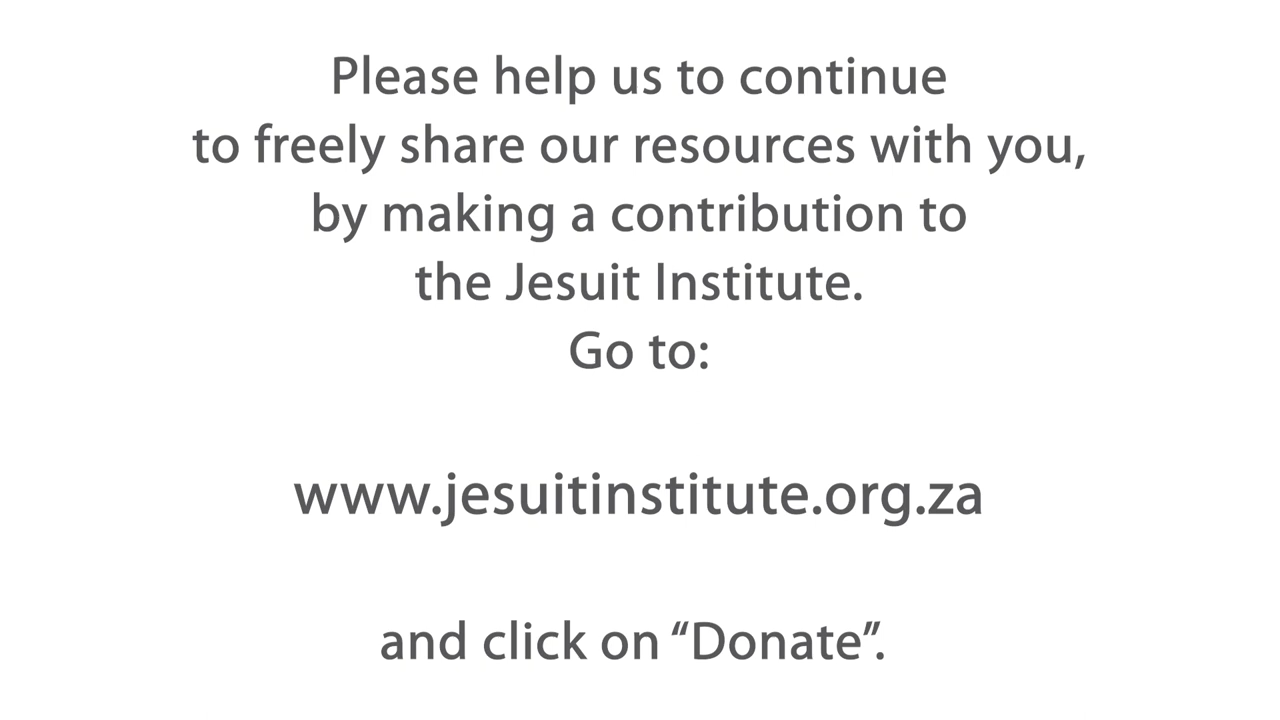 Please help us to continue
to freely share our resources with you,
by making a contribution to
the Jesuit Institute.
Go to:
www.jesuitinstitute.org.za
and click on “Donate”.